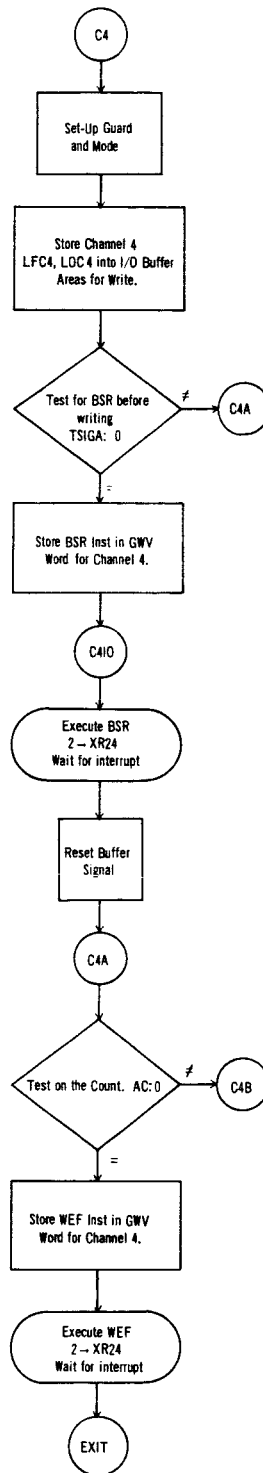 C4
Set-Up Guard
and Mode
Store Channel 4
LFC4, LOC4 into I/O Buffer
Areas for Write.
Test for BSR before
writing
TSIGA: 0
≠
C4A
=
Store BSR Inst in GWV
Word for Channel 4.
C4IO
Execute BSR
2 → XR24
Wait for interrupt
Reset Buffer
Signal
C4A
Test on the Count. AC: 0
≠
C4B
=
Store WEF Inst in GWV
Word for Channel 4.
Execute WEF
2 → XR24
Wait for interrupt
EXIT